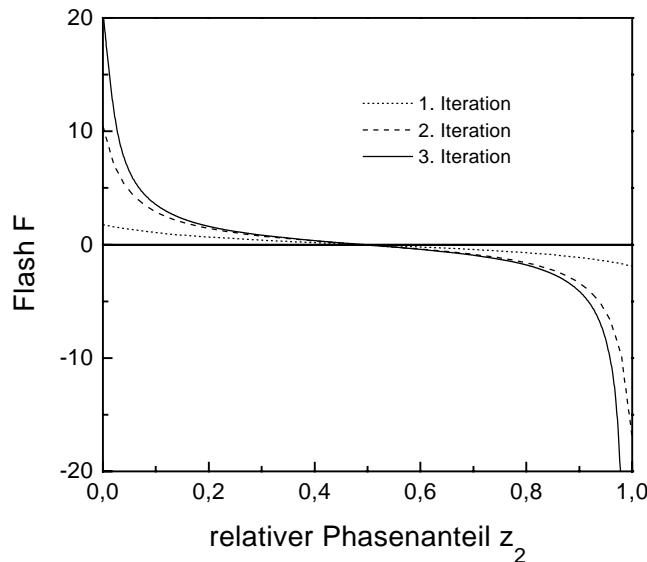 20
10
0
-10
-20
Flash F
1. Iteration
2. Iteration
3. Iteration
0,0
0,2
0,4
0,6
0,8
1,0
relativer Phasenanteil z2